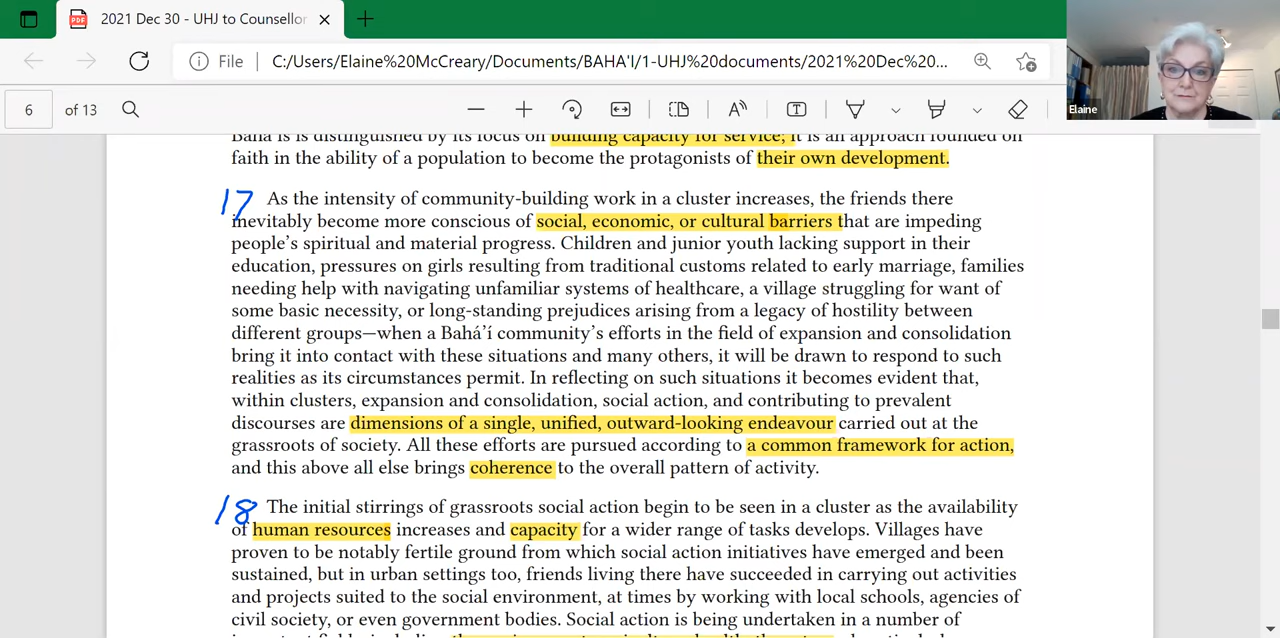 2021 Dec 30 - UHJ to Counsellor
File | C:/Users/Elaine%20McCreary/Documents/BAHA'I/1-UHJ%20documents/2021%20Dec%20...
6 of 13
Elaine
Bahá'ís is distinguished by its focus on building capacity for service; it is an approach founded on
faith in the ability of a population to become the protagonists of their own development.
17 As the intensity of community-building work in a cluster increases, the friends there
inevitably become more conscious of social, economic, or cultural barriers that are impeding
people's spiritual and material progress. Children and junior youth lacking support in their
education, pressures on girls resulting from traditional customs related to early marriage, families
needing help with navigating unfamiliar systems of healthcare, a village struggling for want of
some basic necessity, or long-standing prejudices arising from a legacy of hostility between
different groups—when a Bahá'í community's efforts in the field of expansion and consolidation
bring it into contact with these situations and many others, it will be drawn to respond to such
realities as its circumstances permit. In reflecting on such situations it becomes evident that,
within clusters, expansion and consolidation, social action, and contributing to prevalent
discourses are dimensions of a single, unified, outward-looking endeavour carried out at the
grassroots of society. All these efforts are pursued according to a common framework for action,
and this above all else brings coherence to the overall pattern of activity.
18 The initial stirrings of grassroots social action begin to be seen in a cluster as the availability
of human resources increases and capacity for a wider range of tasks develops. Villages have
proven to be notably fertile ground from which social action initiatives have emerged and been
sustained, but in urban settings too, friends living there have succeeded in carrying out activities
and projects suited to the social environment, at times by working with local schools, agencies of
civil society, or even government bodies. Social action is being undertaken in a number of